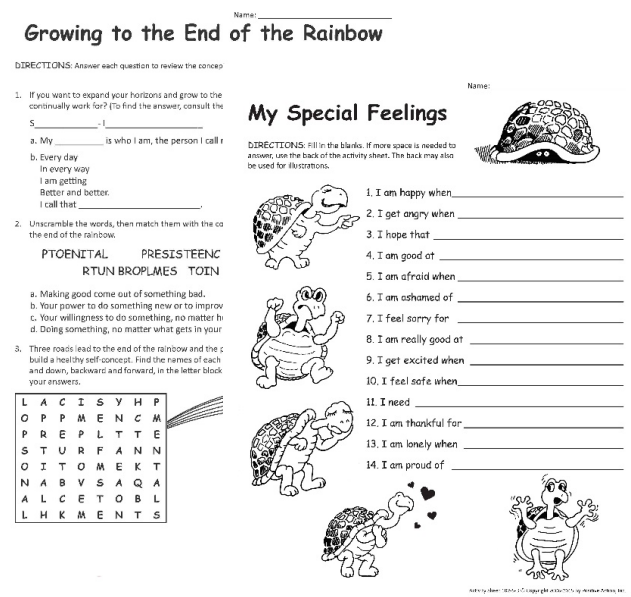 Name:
Growing to the End of the Rainbow
DIRECTIONS: Answer each question to review the concep
1. If you want to expand your horizons and grow to the
continually work for? (To find the answer, consult the
S____________ - I____________________
a. My __________ is who I am, the person I call
b. Every day
In every way
I am getting
Better and better.
I call that _________________________.
2. Unscramble the words, then match them with the
the end of the rainbow.
PTOENITAL PRESISTEENC
RTUN BROPLMES TOIN
a. Making good come out of something bad.
b. Your power to do something new or to improv
c. Your willingness to do something, no matter
d. Doing something, no matter what gets in your
3. Three roads lead to the end of the rainbow and the
build a healthy self-concept. Find the names of each
and down, backward and forward, in the letter block
your answers.
L A C I S Y H P
O P P M E N C M
P R E P L T T E
S T U R F A N N
O I T O M E K T
N A B V S A Q A
A L C E T O B L
L H K M E N T S
Name:
My Special Feelings
DIRECTIONS: Fill in the blanks. If more space is needed to
answer, use the back of the activity sheet. The back may also
be used for illustrations.
1. I am happy when
2. I get angry when
3. I hope that
4. I am good at
5. I am afraid when
6. I am ashamed of
7. I feel sorry for
8. I am really good at
9. I get excited when
10. I feel safe when
11. I need
12. I am thankful for
13. I am lonely when
14. I am proud of